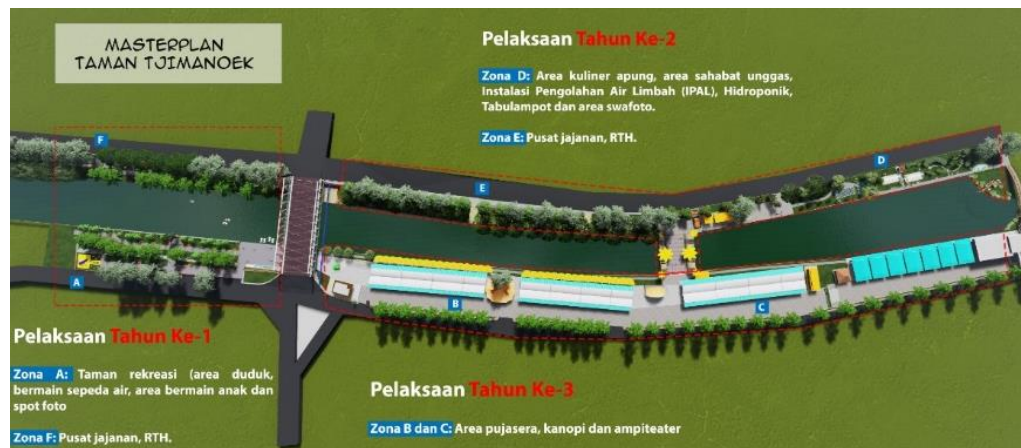 MASTERPLAN
TAMAN TJIMANOEK
Pelaksaan Tahun Ke-2
Zona D: Area kuliner apung, area sahabat unggas,
Instalasi Pengolahan Air Limbah (IPAL), Hidroponik,
Tabulampot dan area swafoto.
Zona E: Pusat jajanan, RTH.
F
E
D
A
B
C
Pelaksaan Tahun Ke-1
Zona A: Taman rekreasi (area duduk,
bermain sepeda air, area bermain anak dan
spot foto
Zona F: Pusat jajanan, RTH.
Pelaksaan Tahun Ke-3
Zona B dan C: Area pujasera, kanopi dan ampiteater